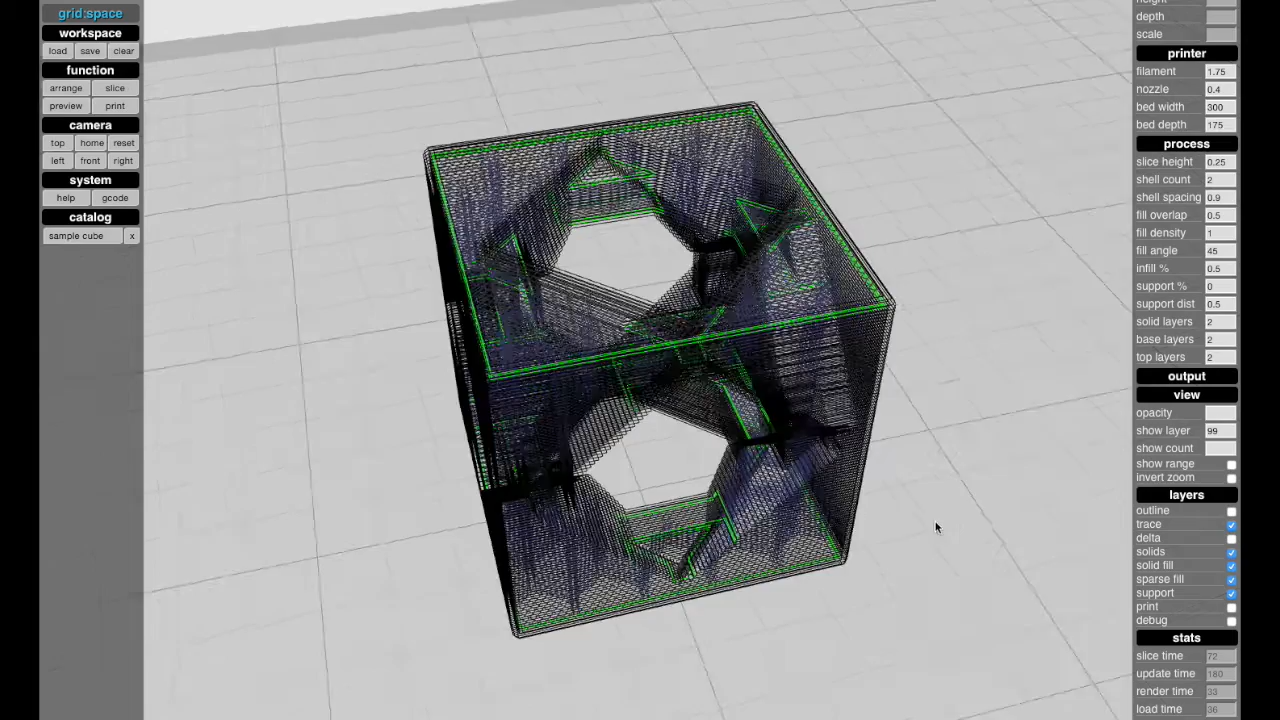 grid:space
workspace
load save clear
function
arrange slice
preview print
camera
top home reset
left front right
system
help gcode
catalog
sample cube x
depth
scale
printer
filament 1.75
nozzle 0.4
bed width 300
bed depth 175
process
slice height 0.25
shell count 2
shell spacing 0.9
fill overlap 0.5
fill density 1
fill angle 45
infill % 0.5
support % 0
support dist 0.5
solid layers 2
base layers 2
top layers 2
output
view
opacity
show layer 99
show count
show range
invert zoom
layers
outline
trace
delta
solids
solid fill
sparse fill
support
print
debug
stats
slice time 72
update time 180
render time 33
load time 36